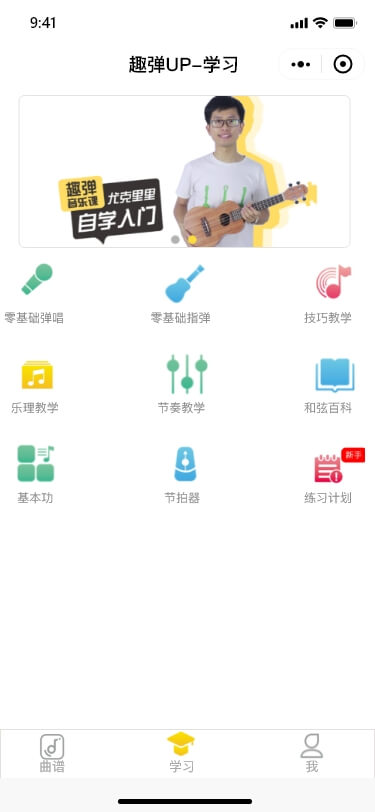 9:41
趣弹UP-学习
趣弹
音乐课
尤克里里
自学入门
零基础弹唱
零基础指弹
技巧教学
乐理教学
节奏教学
和弦百科
基本功
节拍器
新手
练习计划
曲谱
学习
我